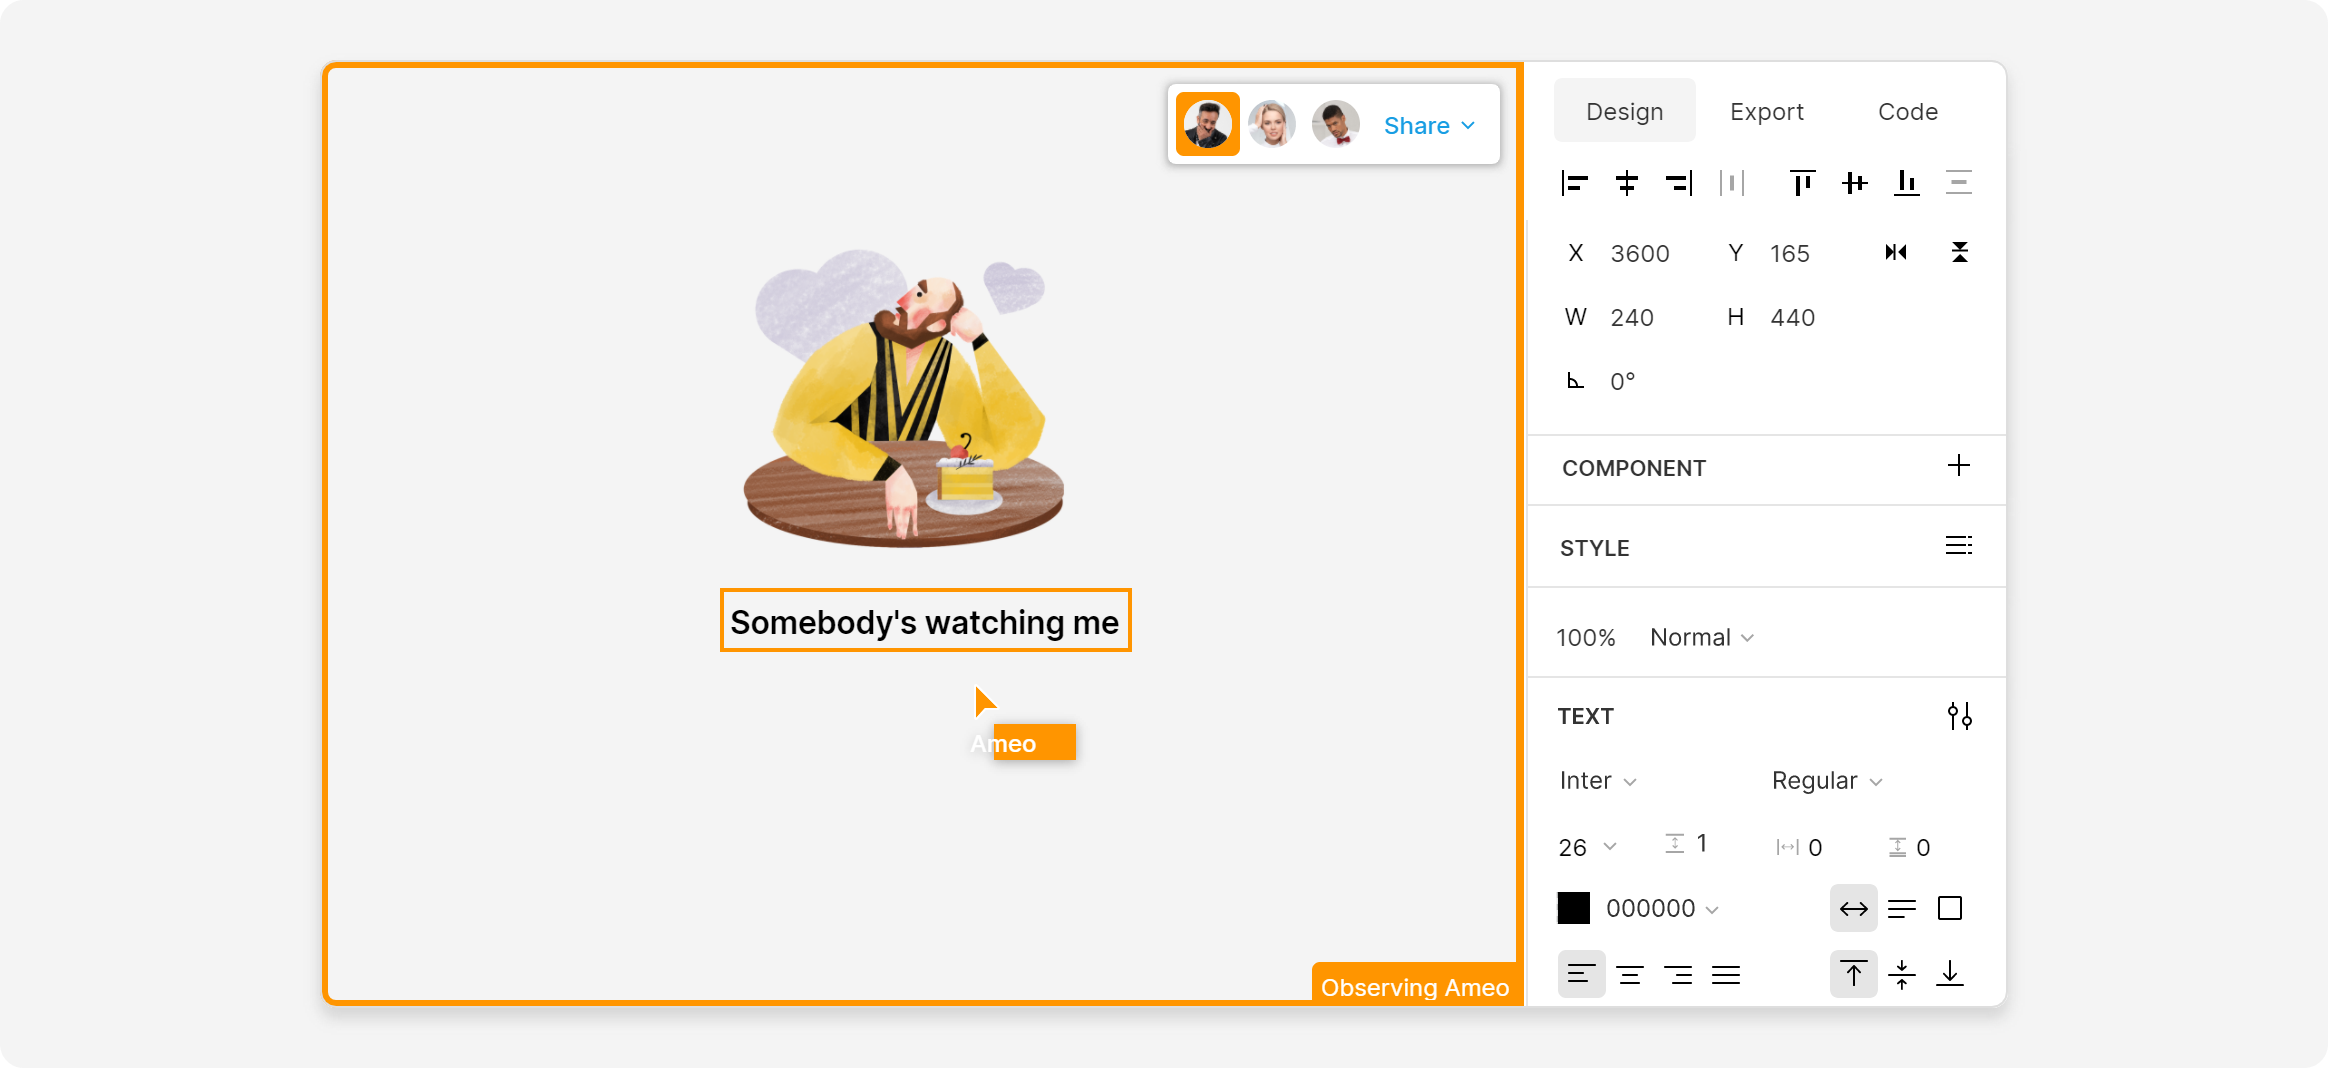 Share
Somebody's watching me
Ameo
Observing Ameo
Design Export Code
X 3600 Y 165
W 240 H 440
0°
COMPONENT
STYLE
100% Normal
TEXT
Inter Regular
26 1 0 0
000000